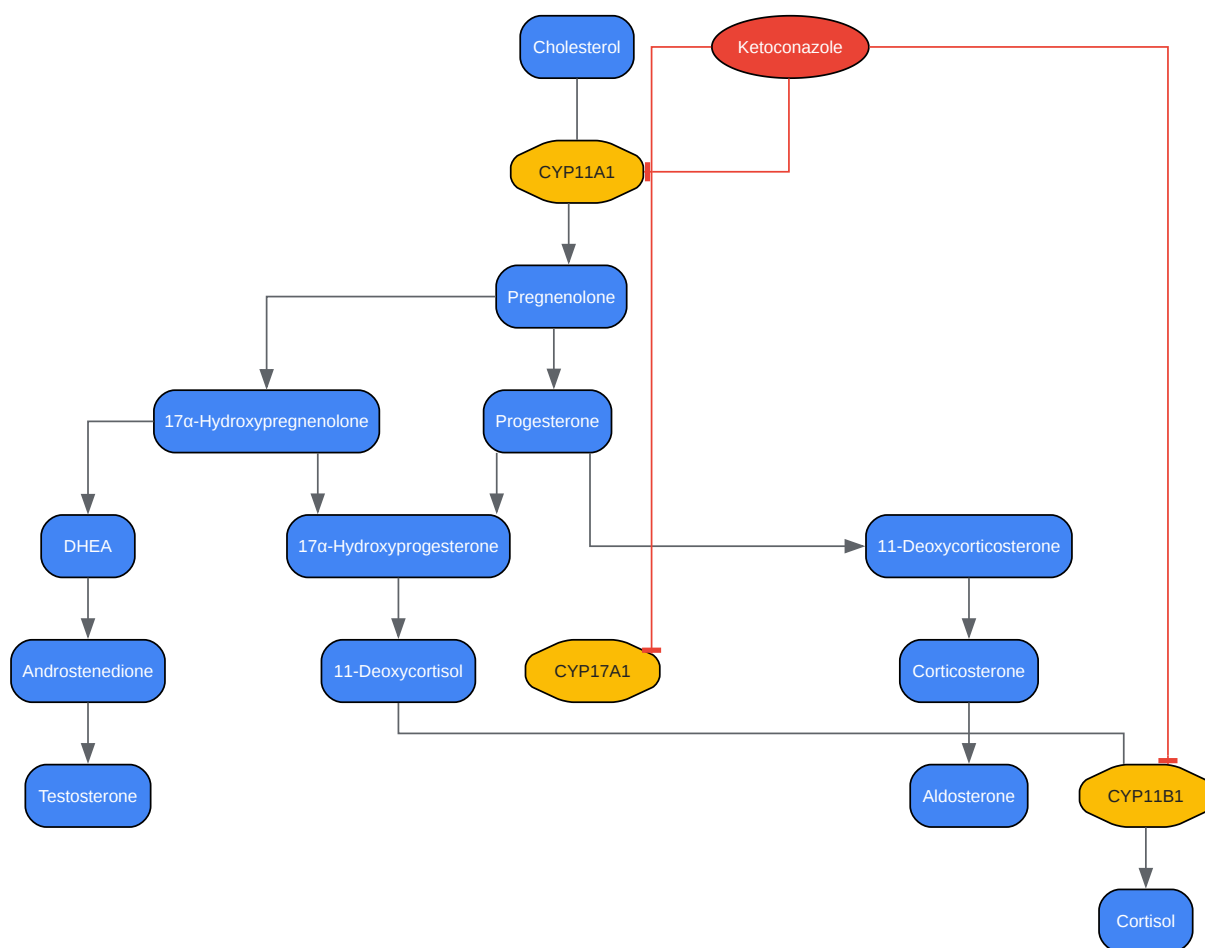 Cholesterol
Ketoconazole
CYP11A1
Pregnenolone
17α-Hydroxypregnenolone
Progesterone
DHEA
17α-Hydroxyprogesterone
11-Deoxycorticosterone
Androstenedione
11-Deoxycortisol
CYP17A1
Corticosterone
Testosterone
Aldosterone
CYP11B1
Cortisol